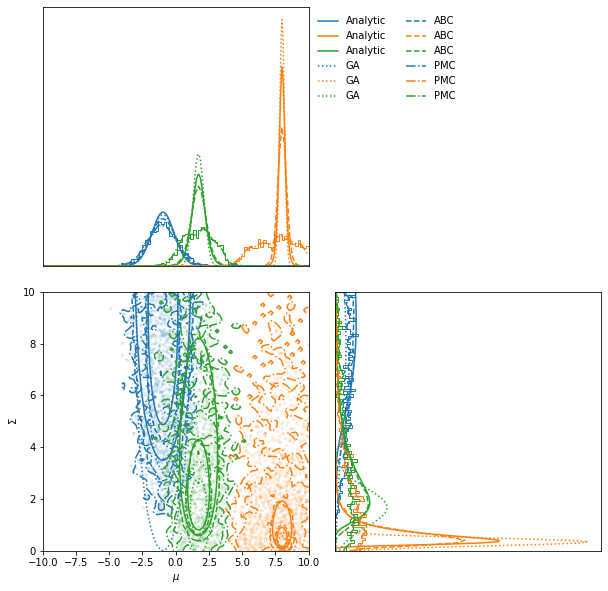 Analytic ABC
Analytic ABC
Analytic ABC
GA PMC
GA PMC
GA PMC
10
8
6
4
2
0
Σ
−10.0 −7.5 −5.0 −2.5 0.0 2.5 5.0 7.5 10.0
μ